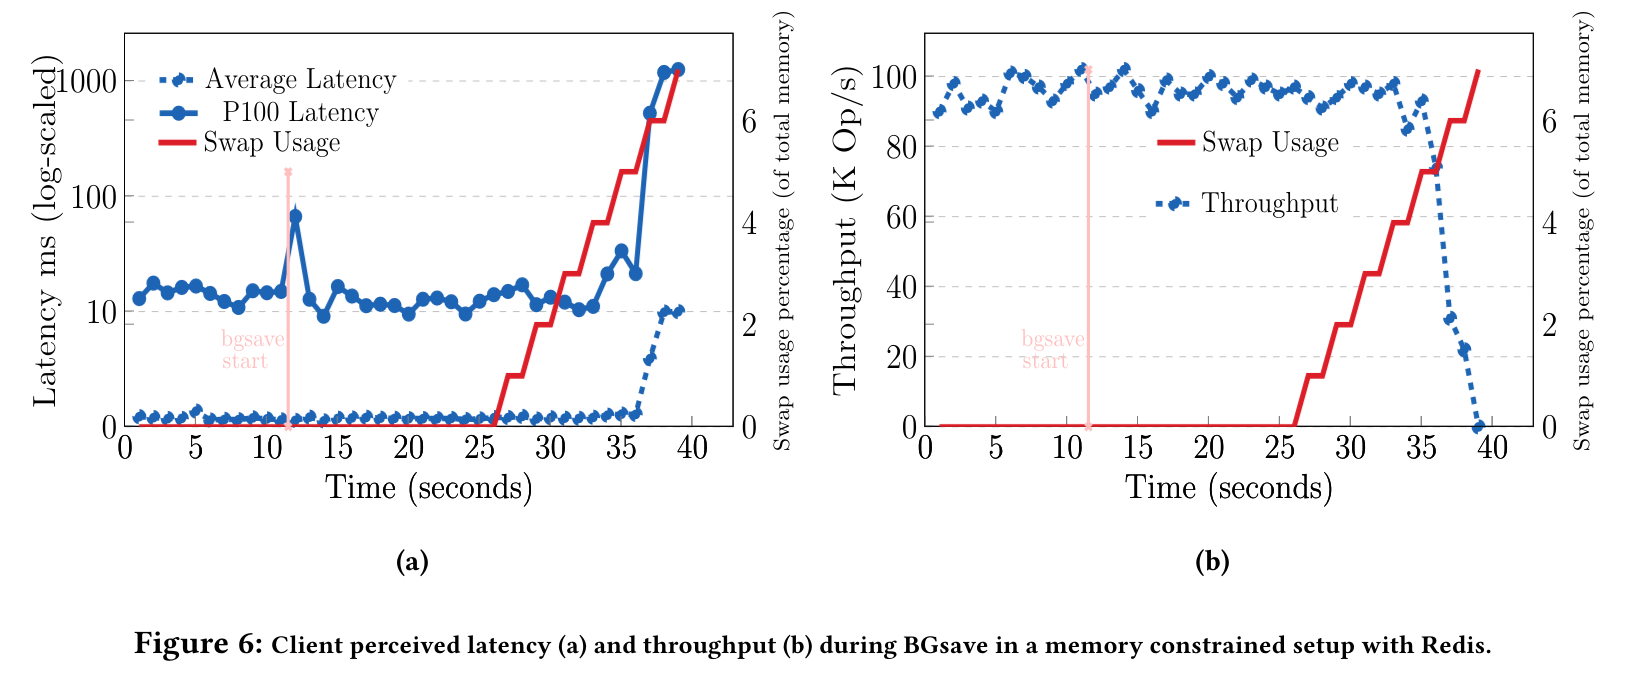 Latency ms (log-scaled)
1000
100
10
0
Average Latency
P100 Latency
Swap Usage
bgsave
start
6
4
2
0
Swap usage percentage (of total memory)
0 5 10 15 20 25 30 35 40
Time (seconds)
(a)
Throughput (K Op/s)
100
80
60
40
20
0
Swap Usage
Throughput
bgsave
start
6
4
2
0
Swap usage percentage (of total memory)
0 5 10 15 20 25 30 35 40
Time (seconds)
(b)
Figure 6: Client perceived latency (a) and throughput (b) during BGsave in a memory constrained setup with Redis.